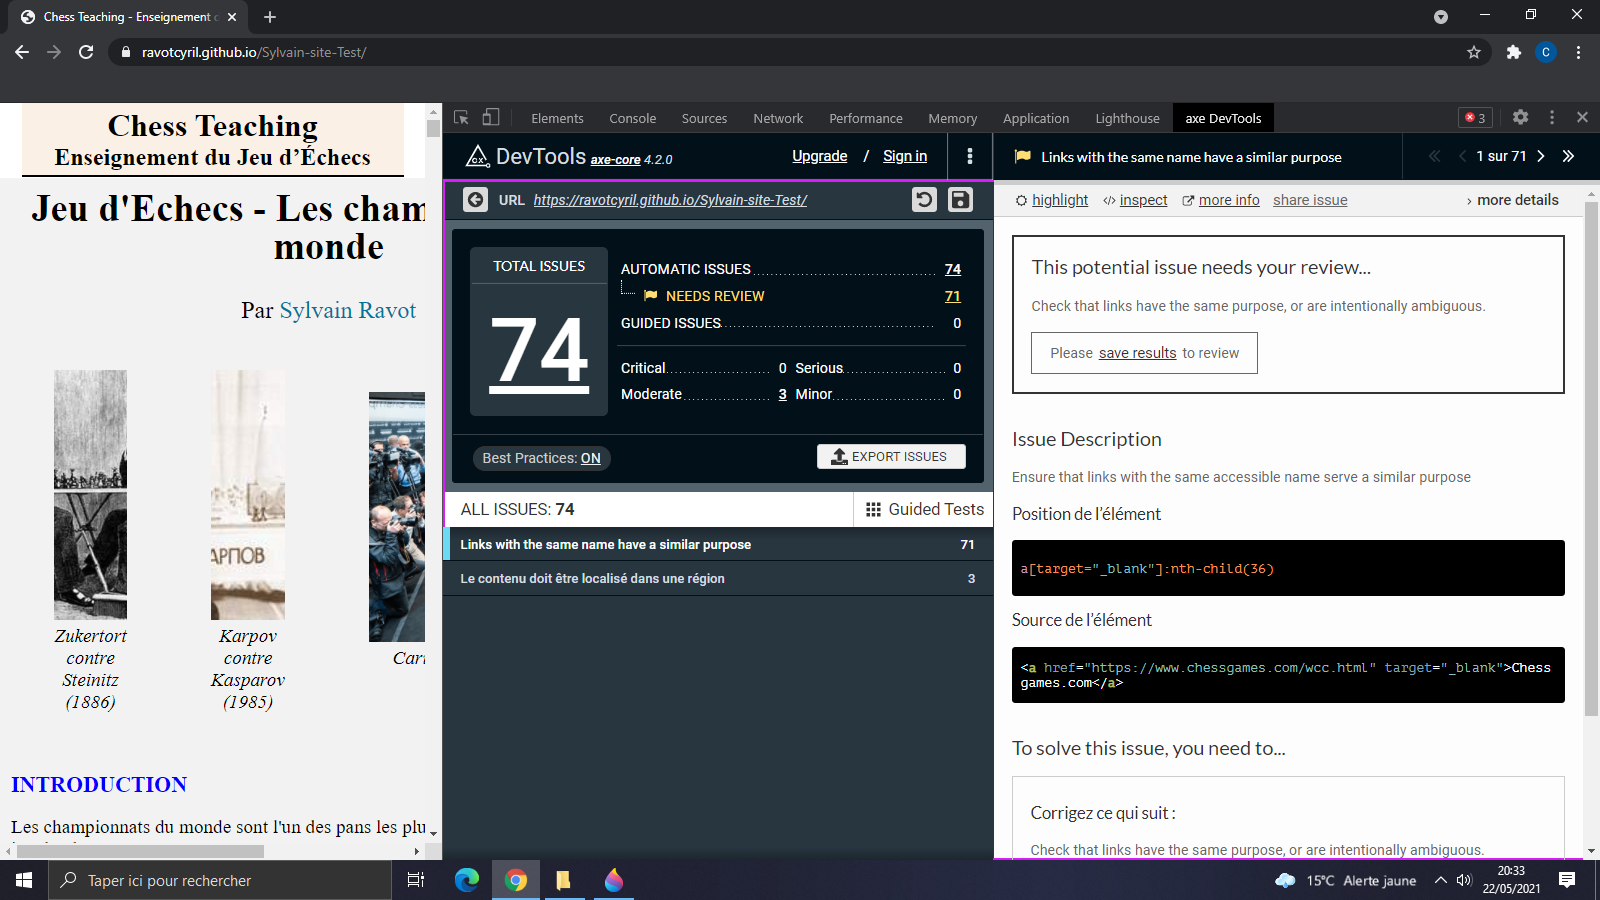 Chess Teaching - Enseignement c
ravotcyril.github.io/Sylvain-site-Test/
C
Chess Teaching
Enseignement du Jeu d’Échecs
Jeu d'Echecs - Les cham
monde
Par Sylvain Ravot
АРПОВ
Zukertort
contre
Steinitz
(1886)
Karpov
contre
Kasparov
(1985)
Carl
INTRODUCTION
Les championnats du monde sont l'un des pans les plu
Elements Console Sources Network Performance Memory Application Lighthouse axe DevTools 3
DevTools axe-core 4.2.0 Upgrade / Sign in
URL https://ravotcyril.github.io/Sylvain-site-Test/
TOTAL ISSUES
74
AUTOMATIC ISSUES 74
NEEDS REVIEW 71
GUIDED ISSUES 0
Critical 0 Serious 0
Moderate 3 Minor 0
Best Practices: ON
EXPORT ISSUES
ALL ISSUES: 74
Guided Tests
Links with the same name have a similar purpose 71
Le contenu doit être localisé dans une région 3
Links with the same name have a similar purpose
1 sur 71
highlight </> inspect more info share issue › more details
This potential issue needs your review...
Check that links have the same purpose, or are intentionally ambiguous.
Please save results to review
Issue Description
Ensure that links with the same accessible name serve a similar purpose
Position de l’élément
a[target="_blank"]:nth-child(36)
Source de l’élément
<a href="https://www.chessgames.com/wcc.html" target="_blank">Chess
games.com</a>
To solve this issue, you need to...
Corrigez ce qui suit :
Check that links have the same purpose, or are intentionally ambiguous.
Taper ici pour rechercher
15°C Alerte jaune
20:33
22/05/2021